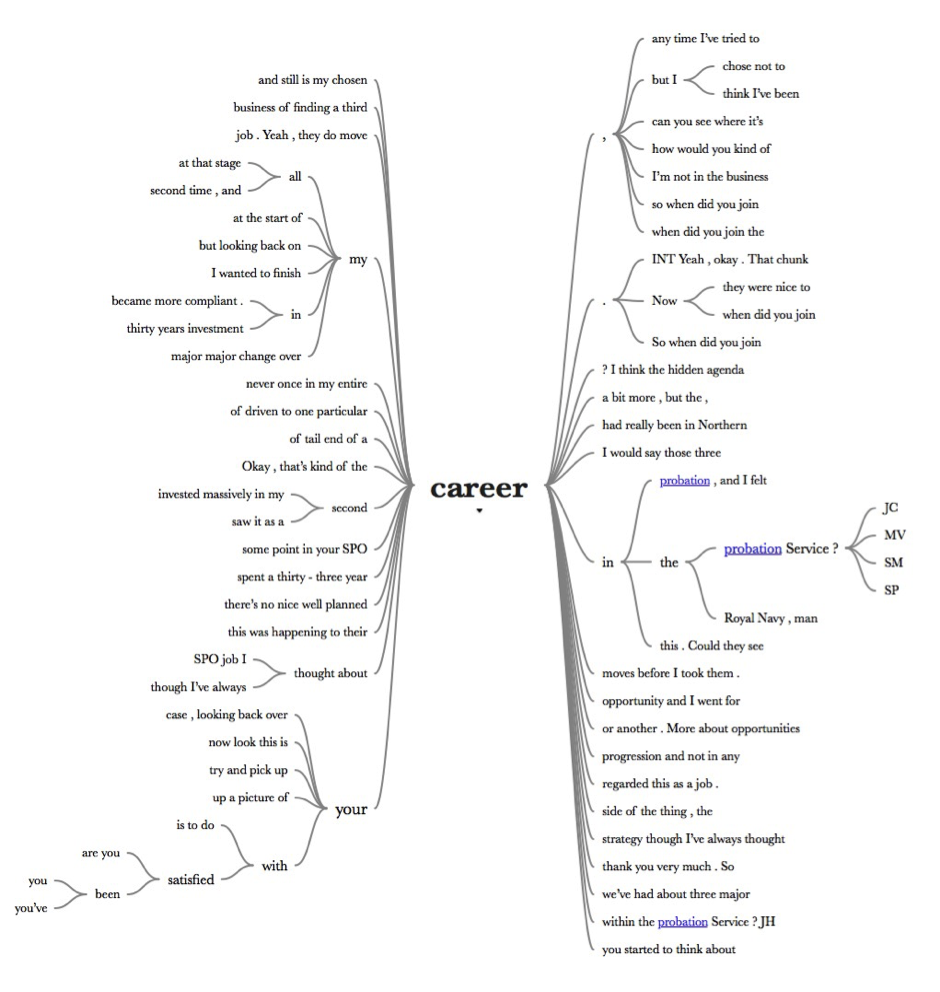 and still is my chosen
business of finding a third
job . Yeah , they do move
at that stage
second time , and
all
at the start of
but looking back on
I wanted to finish
my
became more compliant .
thirty years investment
in
major major change over
never once in my entire
of driven to one particular
of tail end of a
Okay , that's kind of the
invested massively in my
saw it as a
second
some point in your SPO
spent a thirty - three year
there's no nice well planned
this was happening to their
SPO job I
though I've always
thought about
case , looking back over
now look this is
try and pick up
up a picture of
your
is to do
with
are you
satisfied
you
you've
been
career
,
any time I've tried to
but I
chose not to
think I've been
can you see where it's
how would you kind of
I'm not in the business
so when did you join
when did you join the
.
INT Yeah , okay . That chunk
Now
they were nice to
when did you join
So when did you join
? I think the hidden agenda
a bit more , but the ,
had really been in Northern
I would say those three
in
probation , and I felt
the
probation Service ?
JC
MV
SM
SP
Royal Navy , man
this . Could they see
moves before I took them .
opportunity and I went for
or another . More about opportunities
progression and not in any
regarded this as a job .
side of the thing , the
strategy though I've always thought
thank you very much . So
we've had about three major
within the probation Service ? JH
you started to think about